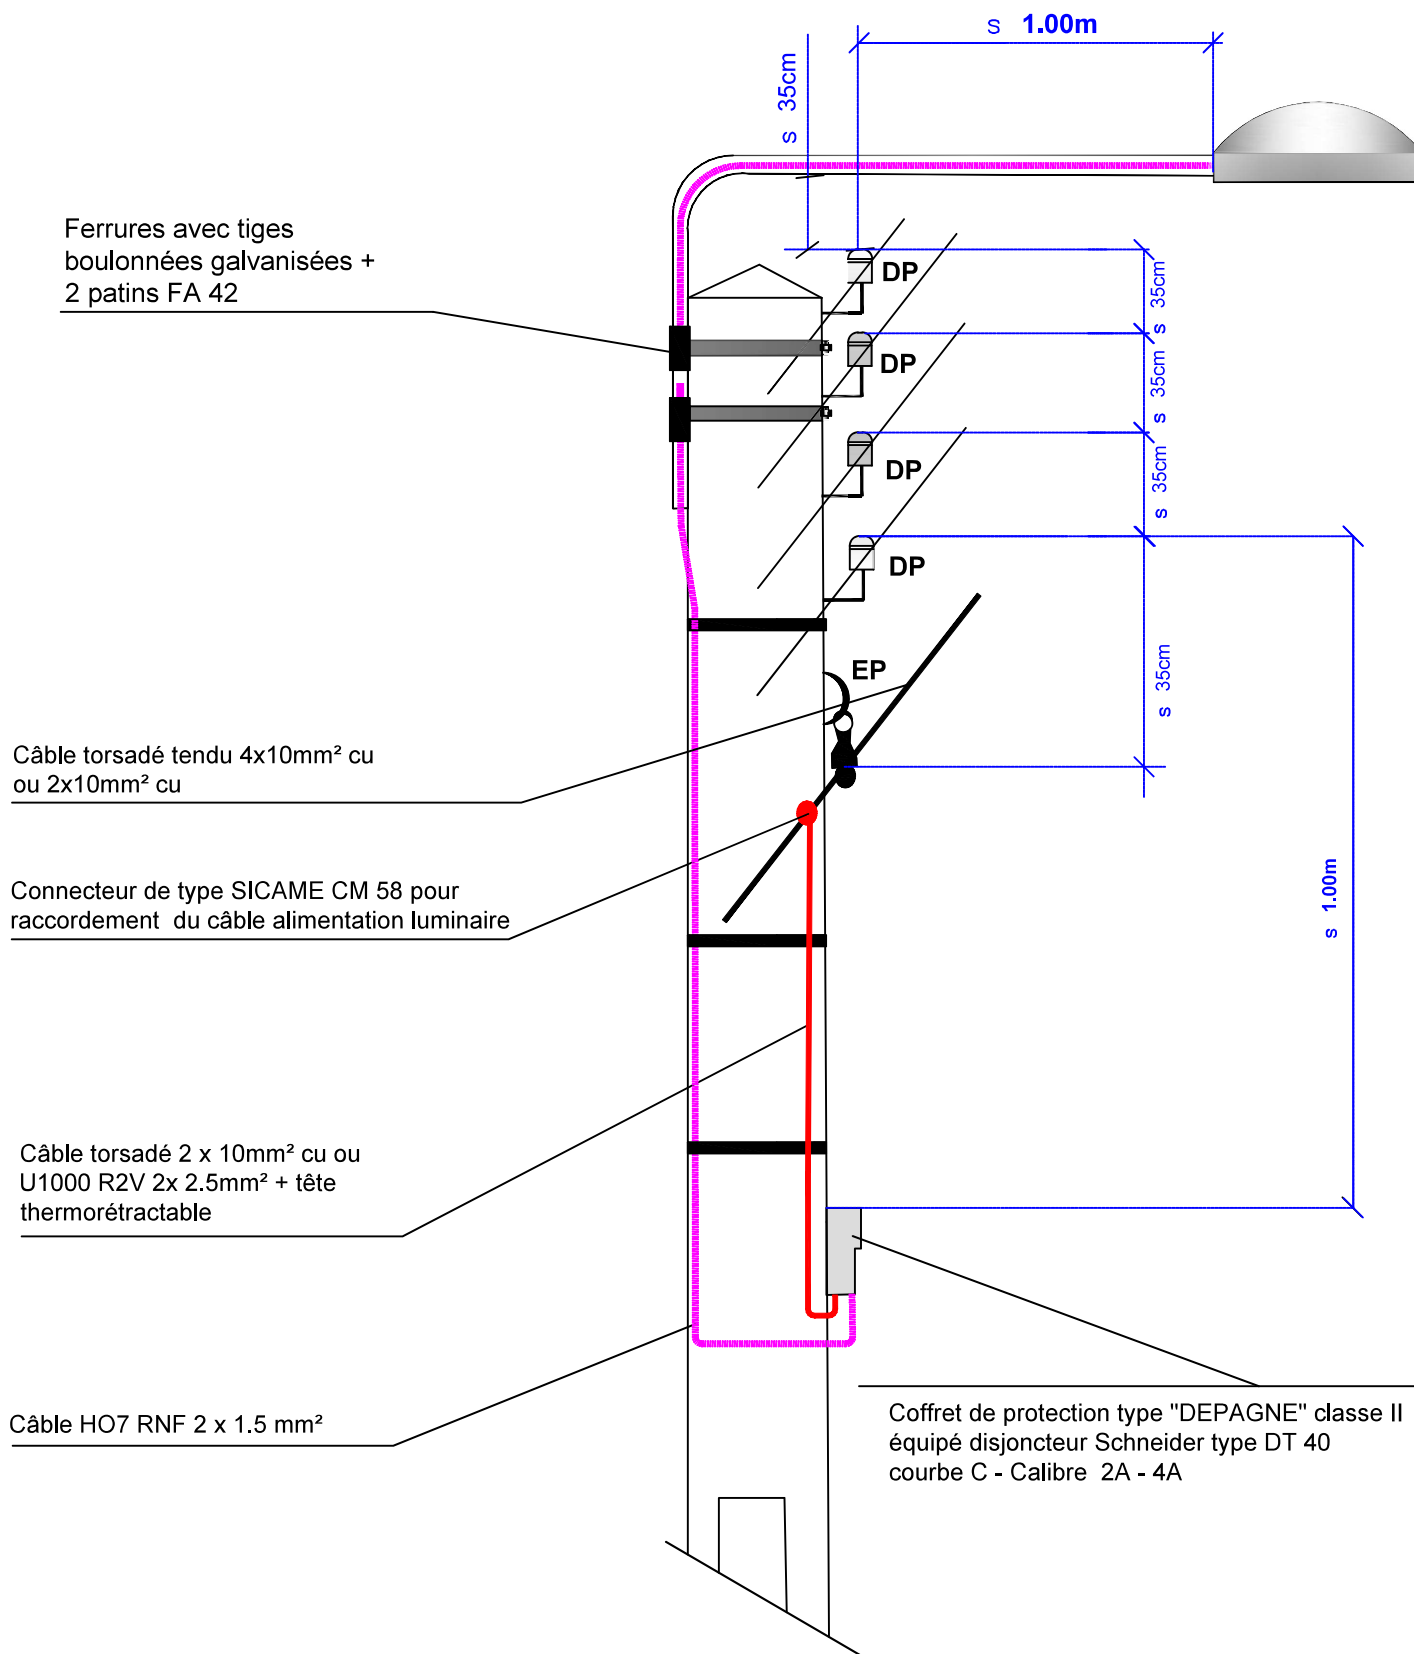 s 1.00m
s 35cm
Ferrures avec tiges
boulonnées galvanisées +
2 patins FA 42
DP
s 35cm
DP
s 35cm
DP
s 35cm
DP
EP
s 35cm
Câble torsadé tendu 4x10mm² cu
ou 2x10mm² cu
Connecteur de type SICAME CM 58 pour
raccordement du câble alimentation luminaire
s 1.00m
Câble torsadé 2 x 10mm² cu ou
U1000 R2V 2x 2.5mm² + tête
thermorétractable
Câble HO7 RNF 2 x 1.5 mm²
Coffret de protection type "DEPAGNE" classe II
équipé disjoncteur Schneider type DT 40
courbe C - Calibre 2A - 4A